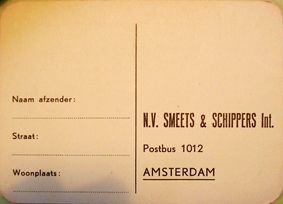 Naam afzender:
Straat:
Woonplaats:
N.V. SMEETS & SCHIPPERS Int.
Postbus 1012
AMSTERDAM